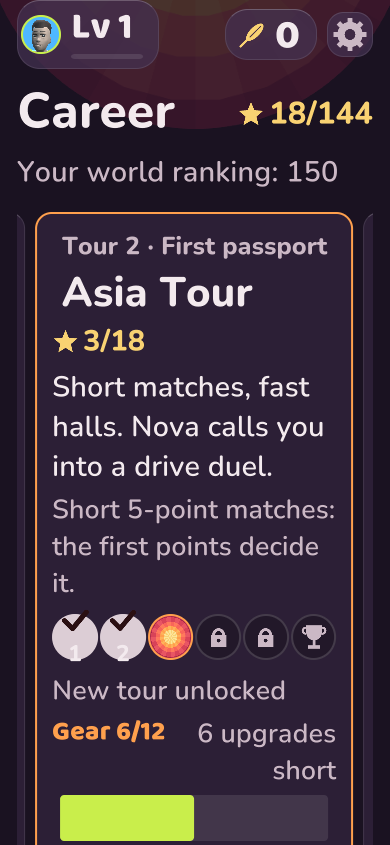 Lv 1
0
Career
18/144
Your world ranking: 150
Tour 2 · First passport
Asia Tour
3/18
Short matches, fast
halls. Nova calls you
into a drive duel.
Short 5-point matches:
the first points decide
it.
1 2
New tour unlocked
Gear 6/12
6 upgrades
short